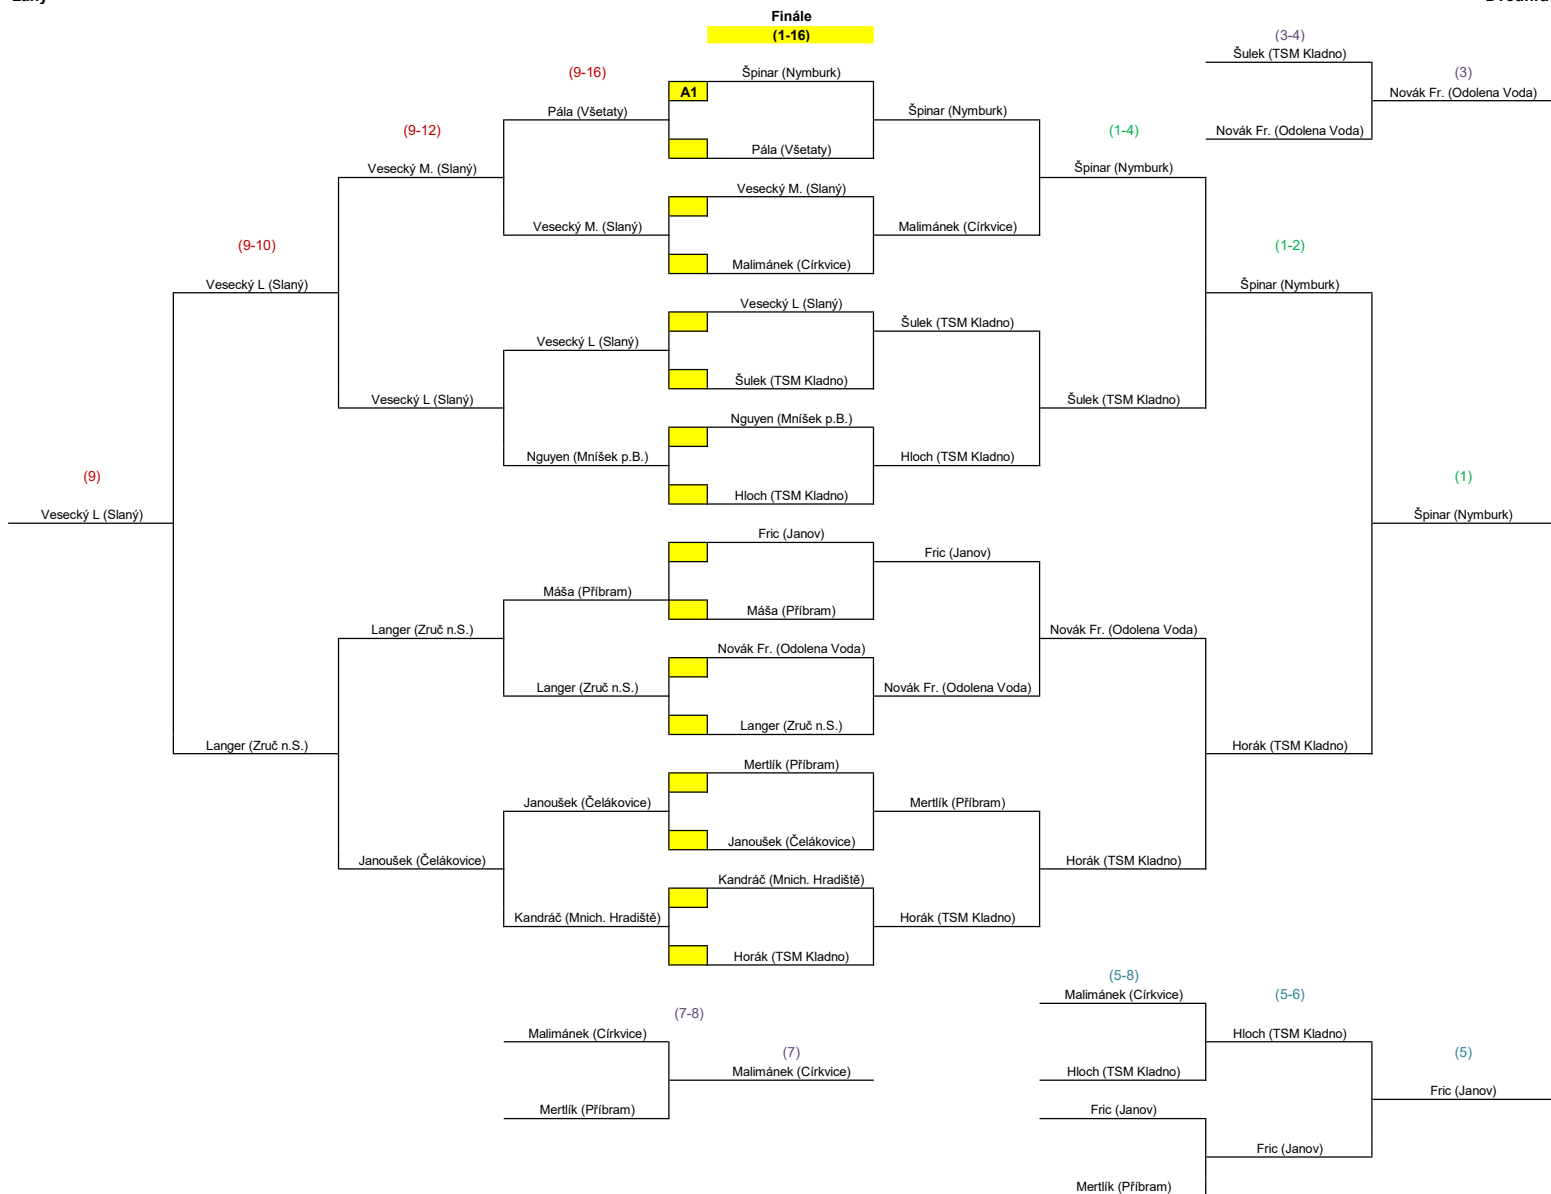 Finále
(1-16)
(3-4)
Šulek (TSM Kladno)
(9-16)
Špinar (Nymburk)
(3)
A1
Novák Fr. (Odolena Voda)
Pála (Všetaty)
Špinar (Nymburk)
(9-12)
(1-4)
Novák Fr. (Odolena Voda)
Pála (Všetaty)
Vesecký M. (Slaný)
Špinar (Nymburk)
Vesecký M. (Slaný)
Vesecký M. (Slaný)
Malimánek (Církvice)
(9-10)
(1-2)
Malimánek (Církvice)
Vesecký L (Slaný)
Špinar (Nymburk)
Vesecký L (Slaný)
Šulek (TSM Kladno)
Vesecký L (Slaný)
Šulek (TSM Kladno)
Vesecký L (Slaný)
Šulek (TSM Kladno)
Nguyen (Mníšek p.B.)
Nguyen (Mníšek p.B.)
Hloch (TSM Kladno)
(9)
(1)
Hloch (TSM Kladno)
Vesecký L (Slaný)
Špinar (Nymburk)
Fric (Janov)
Fric (Janov)
Máša (Příbram)
Máša (Příbram)
Langer (Zruč n.S.)
Novák Fr. (Odolena Voda)
Novák Fr. (Odolena Voda)
Langer (Zruč n.S.)
Novák Fr. (Odolena Voda)
Langer (Zruč n.S.)
Langer (Zruč n.S.)
Horák (TSM Kladno)
Mertlík (Příbram)
Janoušek (Čelákovice)
Mertlík (Příbram)
Janoušek (Čelákovice)
Janoušek (Čelákovice)
Horák (TSM Kladno)
Kandráč (Mnich. Hradiště)
Kandráč (Mnich. Hradiště)
Horák (TSM Kladno)
Horák (TSM Kladno)
(5-8)
Malimánek (Církvice)
(5-6)
(7-8)
Malimánek (Církvice)
Hloch (TSM Kladno)
(7)
(5)
Malimánek (Církvice)
Hloch (TSM Kladno)
Fric (Janov)
Mertlík (Příbram)
Fric (Janov)
Fric (Janov)
Mertlík (Příbram)